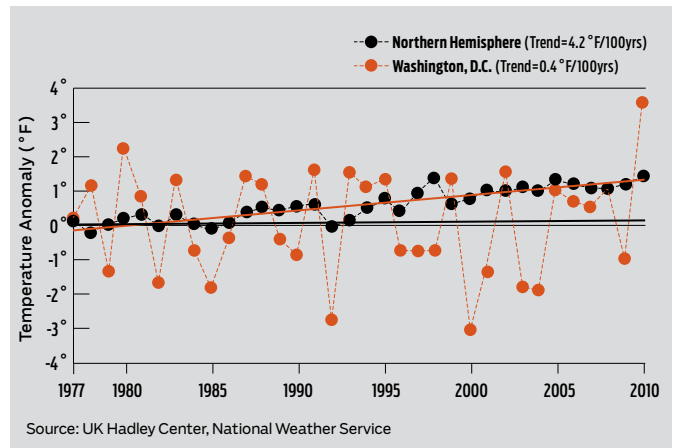 Northern Hemisphere (Trend=4.2°F/100yrs)
Washington, D.C. (Trend=0.4°F/100yrs)
Temperature Anomaly (°F)
4°
3°
2°
1°
0°
-1°
-2°
-3°
-4°
1977 1980 1985 1990 1995 2000 2005 2010
Source: UK Hadley Center, National Weather Service